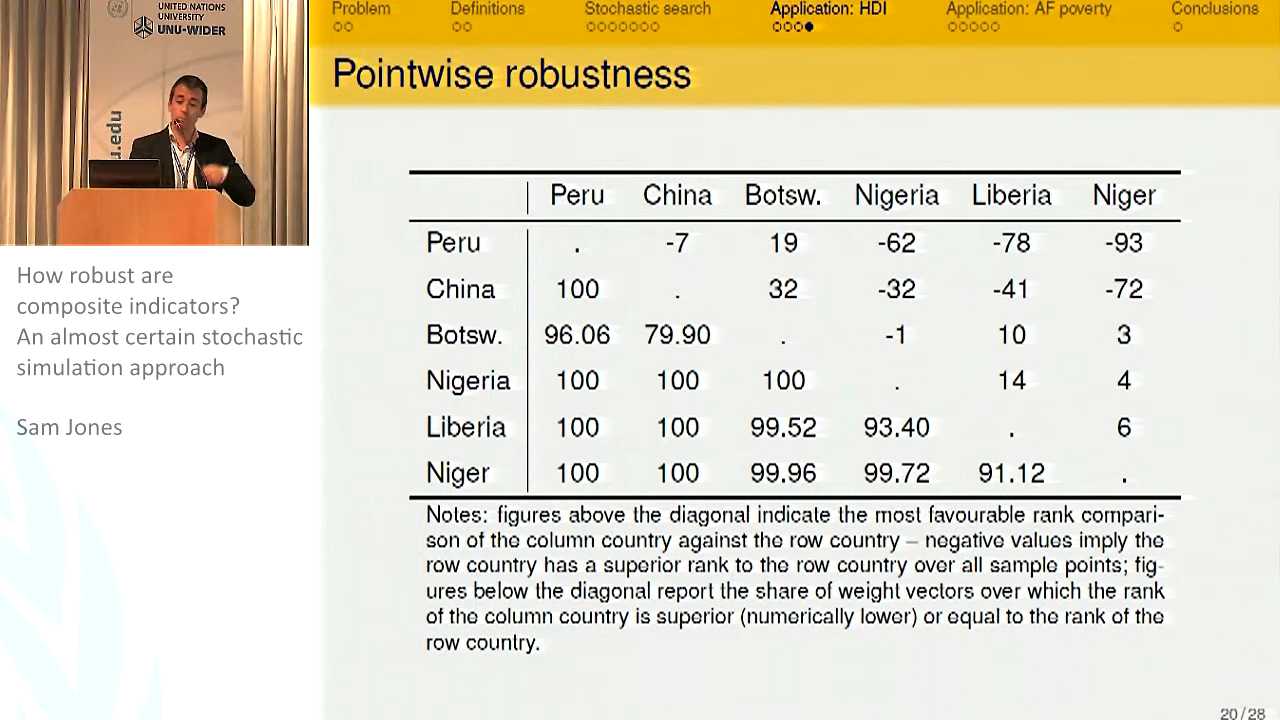 UNITED NATIONS
UNIVERSITY
UNU-WIDER
u.edu
How robust are
composite indicators?
An almost certain stochastic
simulation approach
Sam Jones
Problem Definitions Stochastic search Application: HDI Application: AF poverty Conclusions
Pointwise robustness
Peru China Botsw. Nigeria Liberia Niger
Peru . -7 19 -62 -78 -93
China 100 . 32 -32 -41 -72
Botsw. 96.06 79.90 . -1 10 3
Nigeria 100 100 100 . 14 4
Liberia 100 100 99.52 93.40 . 6
Niger 100 100 99.96 99.72 91.12 .
Notes: figures above the diagonal indicate the most favourable rank compari-
son of the column country against the row country – negative values imply the
row country has a superior rank to the row country over all sample points; fig-
ures below the diagonal report the share of weight vectors over which the rank
of the column country is superior (numerically lower) or equal to the rank of the
row country.
20/28